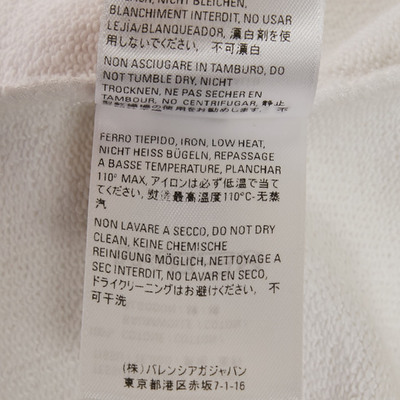 BLEACH, NICHT BLEICHEN,
BLANCHIMENT INTERDIT, NO USAR
LEJÍA/BLANQUEADOR, 漂白剤を使
用しないでください, 不可漂白
NON ASCIUGARE IN TAMBURO, DO
NOT TUMBLE DRY, NICHT
TROCKNEN, NE PAS SECHER EN
TAMBOUR, NO CENTRIFUGAR, 静止
FERRO TIEPIDO, IRON, LOW HEAT,
NICHT HEISS BÜGELN, REPASSAGE
A BASSE TEMPERATURE, PLANCHAR
110º MAX, アイロンは必ず低温で当て
てください, 熨烫最高温度110°C-无蒸
汽
NON LAVARE A SECCO, DO NOT DRY
CLEAN, KEINE CHEMISCHE
REINIGUNG MÖGLICH, NETTOYAGE A
SEC INTERDIT, NO LAVAR EN SECO,
ドライクリーニングはお避けください, 不
可干洗
(株)バレンシアガジャパン
東京都港区赤坂7-1-16